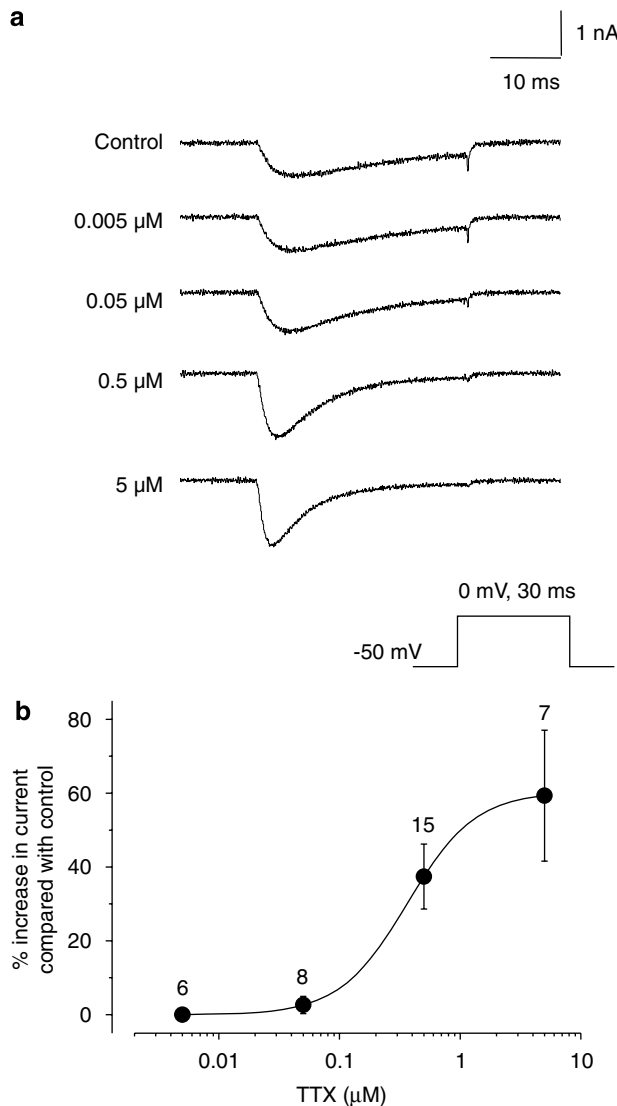 a
1 nA
10 ms
Control
0.005 µM
0.05 µM
0.5 µM
5 µM
0 mV, 30 ms
-50 mV
b
% increase in current
compared with control
80
60
40
20
0
6
8
15
7
0.01
0.1
1
10
TTX (µM)